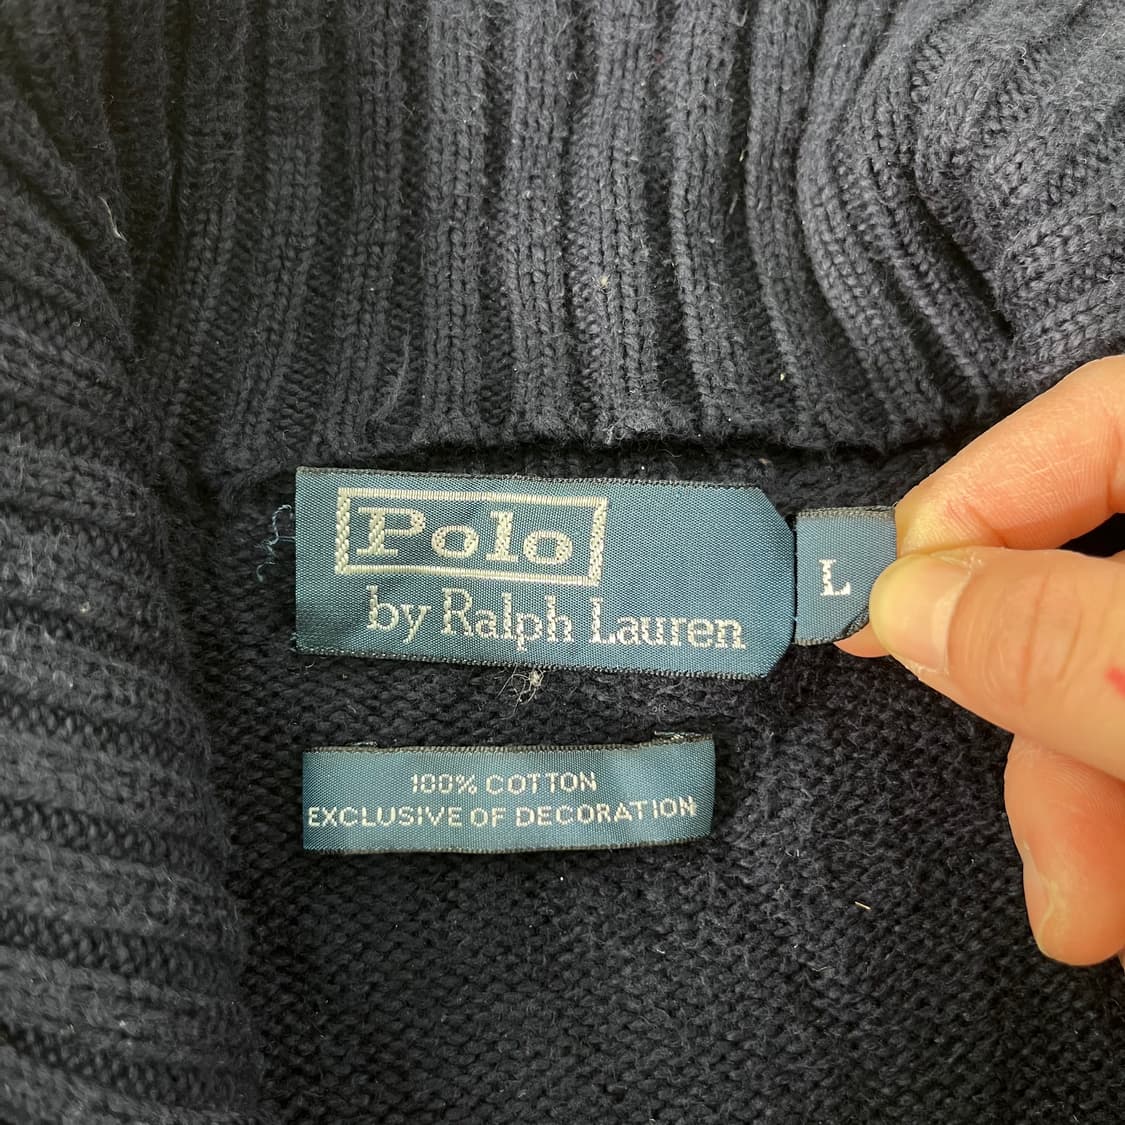 Polo
by Ralph Lauren
L
100% COTTON
EXCLUSIVE OF DECORATION